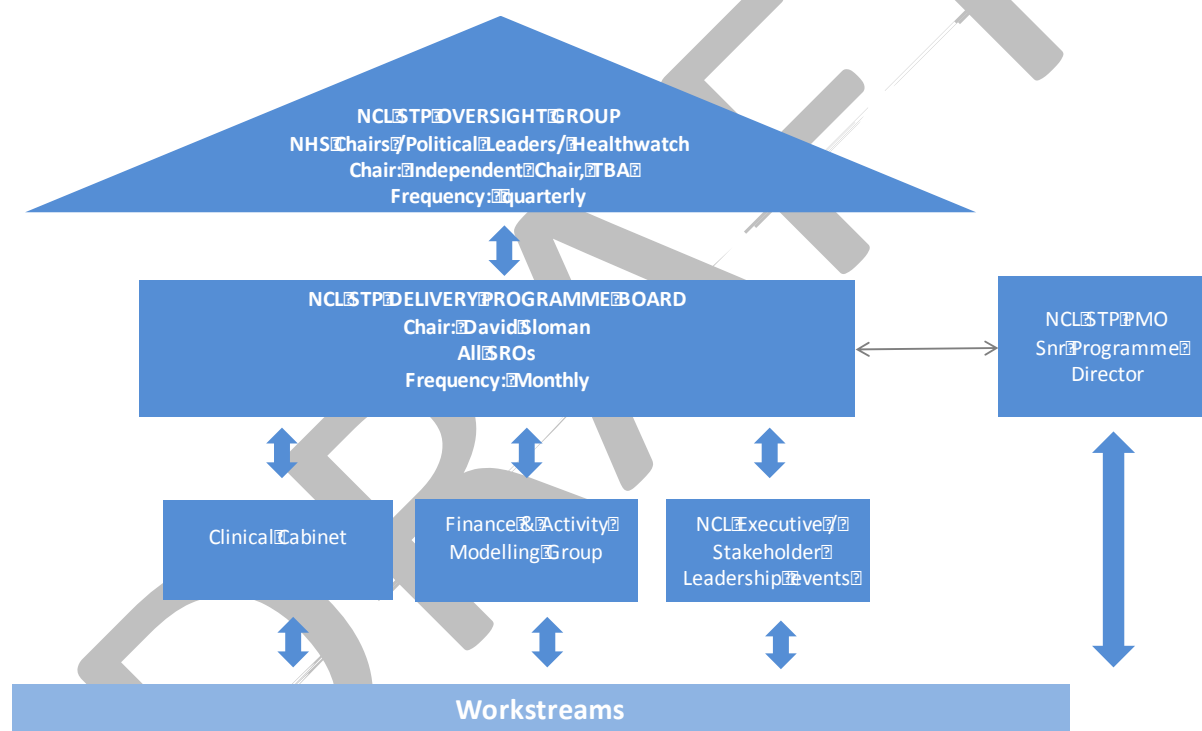 NCL STP OVERSIGHT GROUP
NHS Chairs /Political Leaders/ Healthwatch
Chair: Independent Chair, TBA
Frequency: quarterly
NCL STP DELIVERY PROGRAMME BOARD
Chair: David Sloman
All SROs
Frequency: Monthly
NCL STP PMO
Snr Programme
Director
Clinical Cabinet
Finance & Activity
Modelling Group
NCL Executive /
Stakeholder
Leadership events
Workstreams
DRAFT